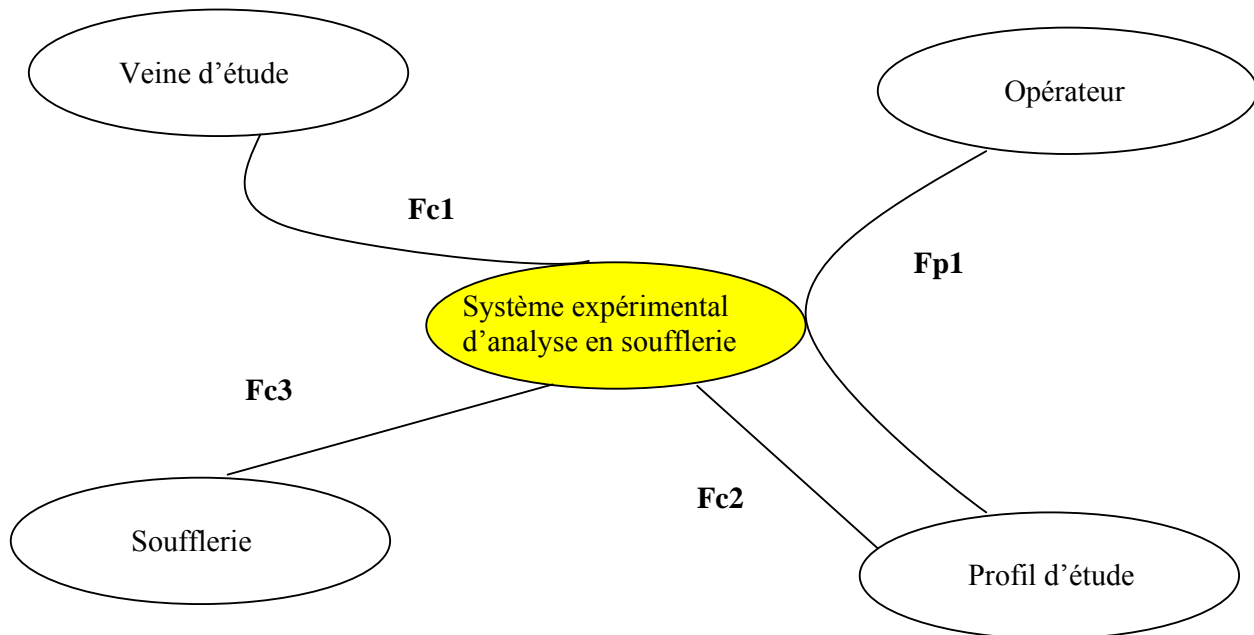 Veine d’étude
Opérateur
Fc1
Fp1
Système expérimental
d’analyse en soufflerie
Fc3
Fc2
Soufflerie
Profil d’étude